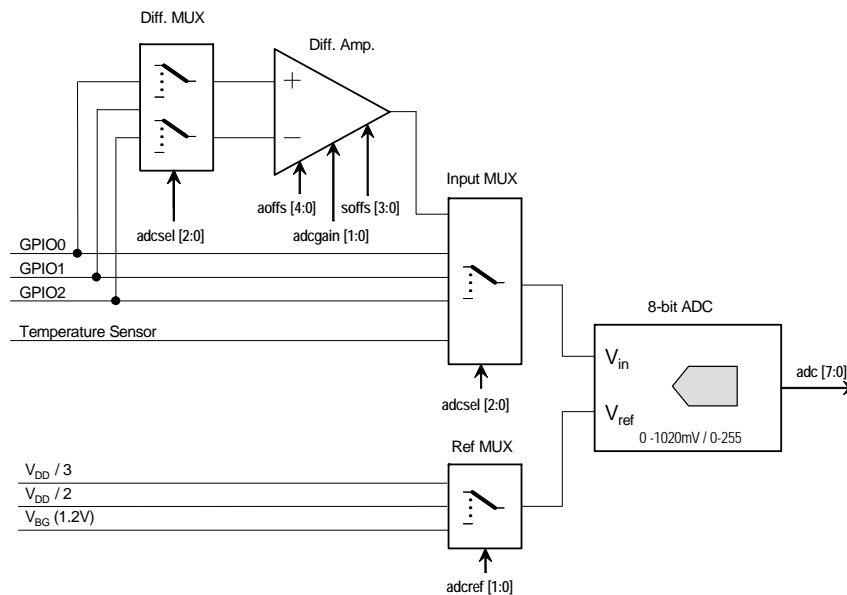 Diff. MUX
Diff. Amp.
+
–
Input MUX
aoffs [4:0]
soffs [3:0]
adcsel [2:0]
adcgain [1:0]
GPIO0
GPIO1
GPIO2
8-bit ADC
Temperature Sensor
Vin
adc [7:0]
adcsel [2:0]
Vref
0 -1020mV / 0-255
Ref MUX
VDD / 3
VDD / 2
VBG (1.2V)
adcref [1:0]